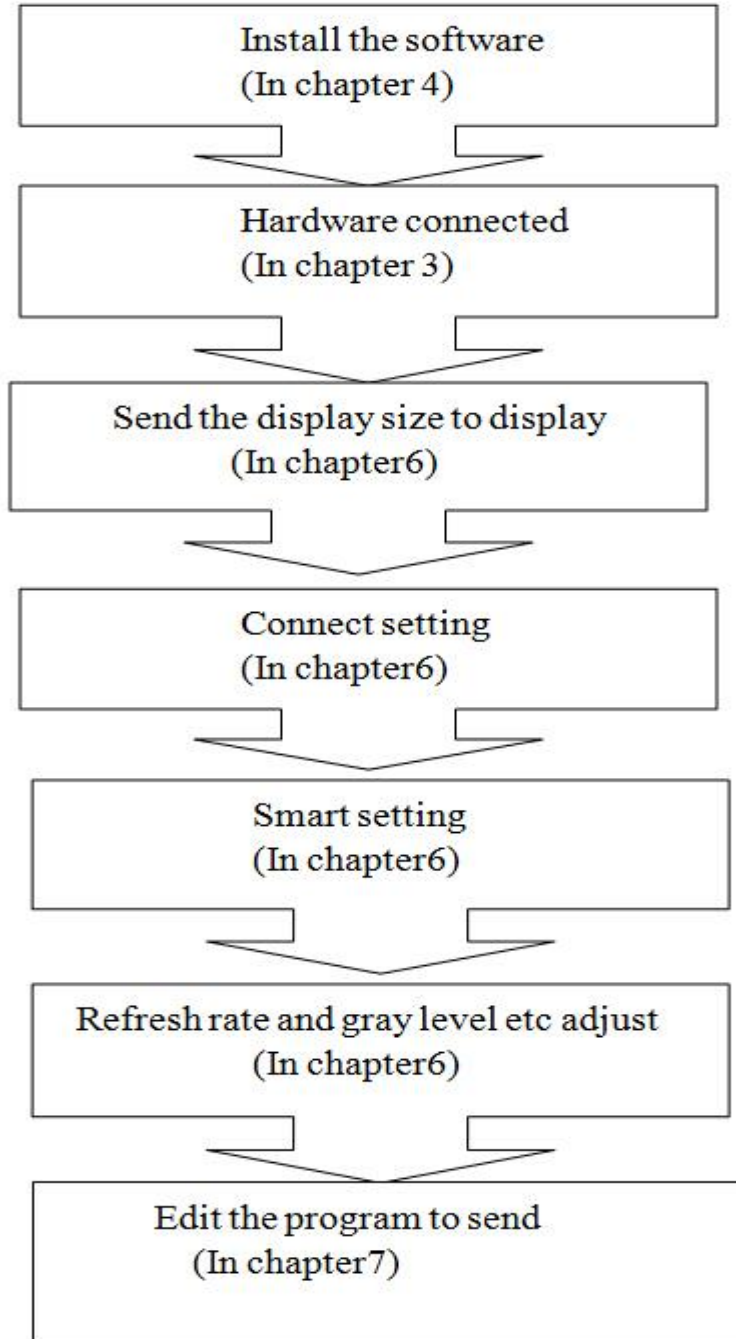 Install the software
(In chapter 4)
Hardware connected
(In chapter 3)
Send the display size to display
(In chapter6)
Connect setting
(In chapter6)
Smart setting
(In chapter6)
Refresh rate and gray level etc adjust
(In chapter6)
Edit the program to send
(In chapter7)